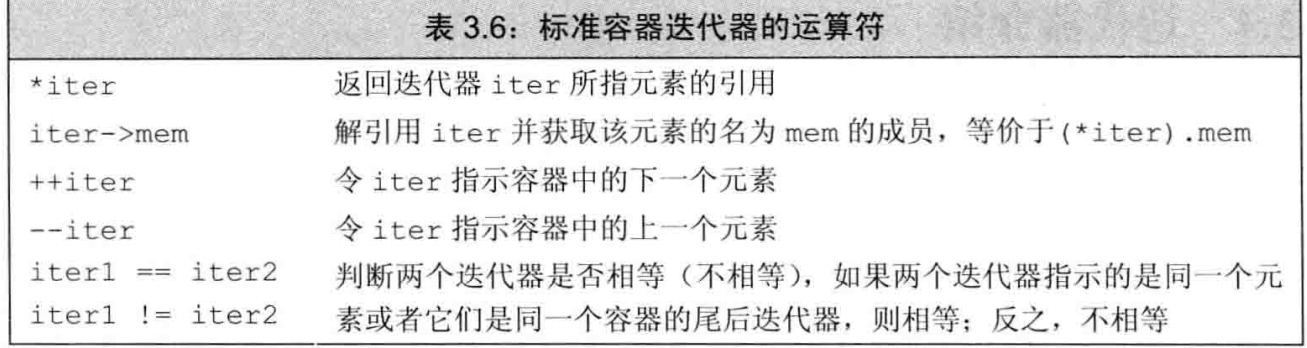 表 3.6：标准容器迭代器的运算符
*iter 返回迭代器 iter 所指元素的引用
iter->mem 解引用 iter 并获取该元素的名为 mem 的成员，等价于(*iter).mem
++iter 令 iter 指示容器中的下一个元素
--iter 令 iter 指示容器中的上一个元素
iter1 == iter2 判断两个迭代器是否相等（不相等），如果两个迭代器指示的是同一个元
iter1 != iter2 素或者它们是同一个容器的尾后迭代器，则相等；反之，不相等